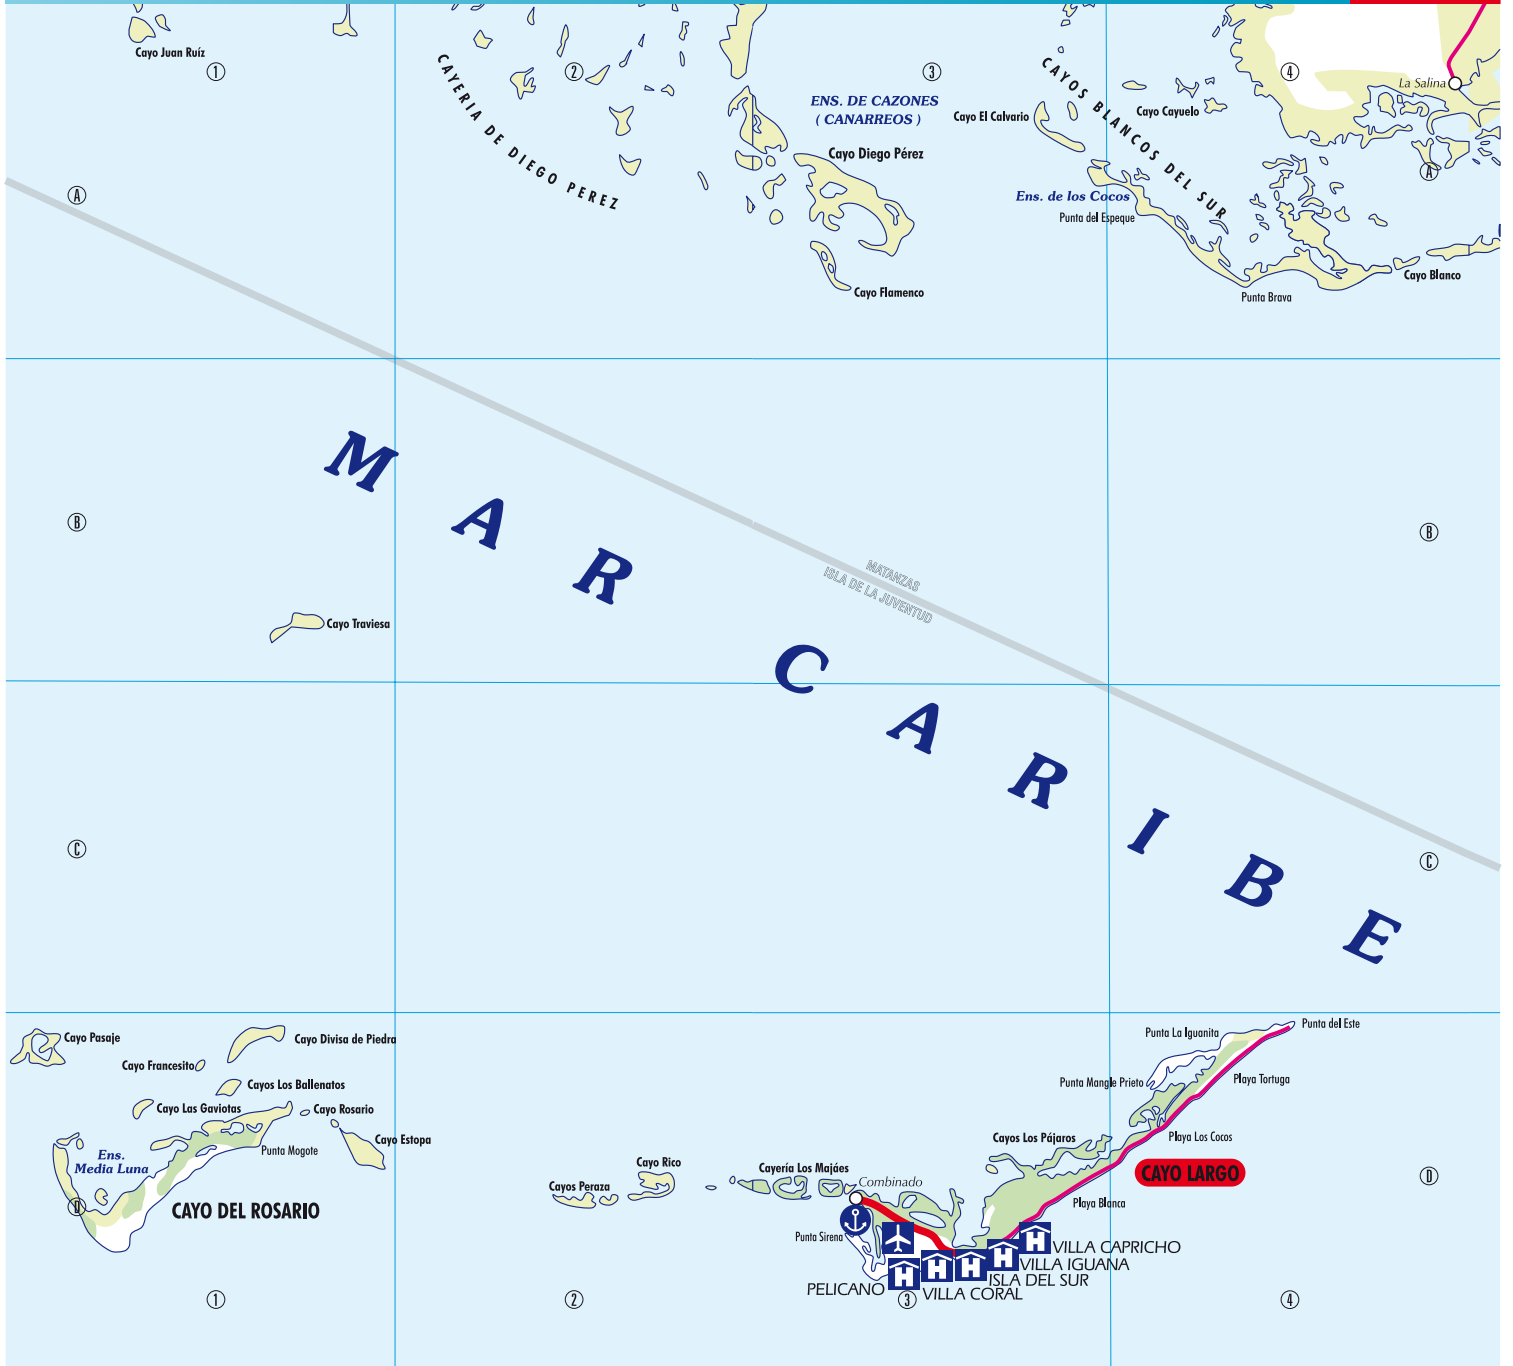 Cayo Juan Ruíz
1
2
3
4
La Salina
CAYERIA DE DIEGO PEREZ
ENS. DE CAZONES
( CANARREOS )
CAYOS BLANCOS DEL SUR
Cayo El Calvario
Cayo Cayuelo
Cayo Diego Pérez
A
A
Ens. de los Cocos
Punta del Espeque
Cayo Flamenco
Punta Brava
Cayo Blanco
MAR CARIBE
B
B
MATANZAS
ISLA DE LA JUVENTUD
Cayo Traviesa
C
C
Cayo Pasaje
Cayo Divisa de Piedra
Cayo Francesito
Cayos Los Ballenatos
Cayo Las Gaviotas
Cayo Rosario
Cayo Estopa
Punta Mogote
Ens.
Media Luna
D
CAYO DEL ROSARIO
Punta del Este
Punta La Iguanita
Punta Mangle Prieto
Playa Tortuga
Cayos Los Pájaros
Playa Los Cocos
Cayo Rico
Cayería Los Majáes
CAYO LARGO
D
Cayos Peraza
Combinado
Playa Blanca
Punta Sirena
H
VILLA CAPRICHO
H
VILLA IGUANA
H
ISLA DEL SUR
H
VILLA CORAL
H
PELICANO
1
2
3
4